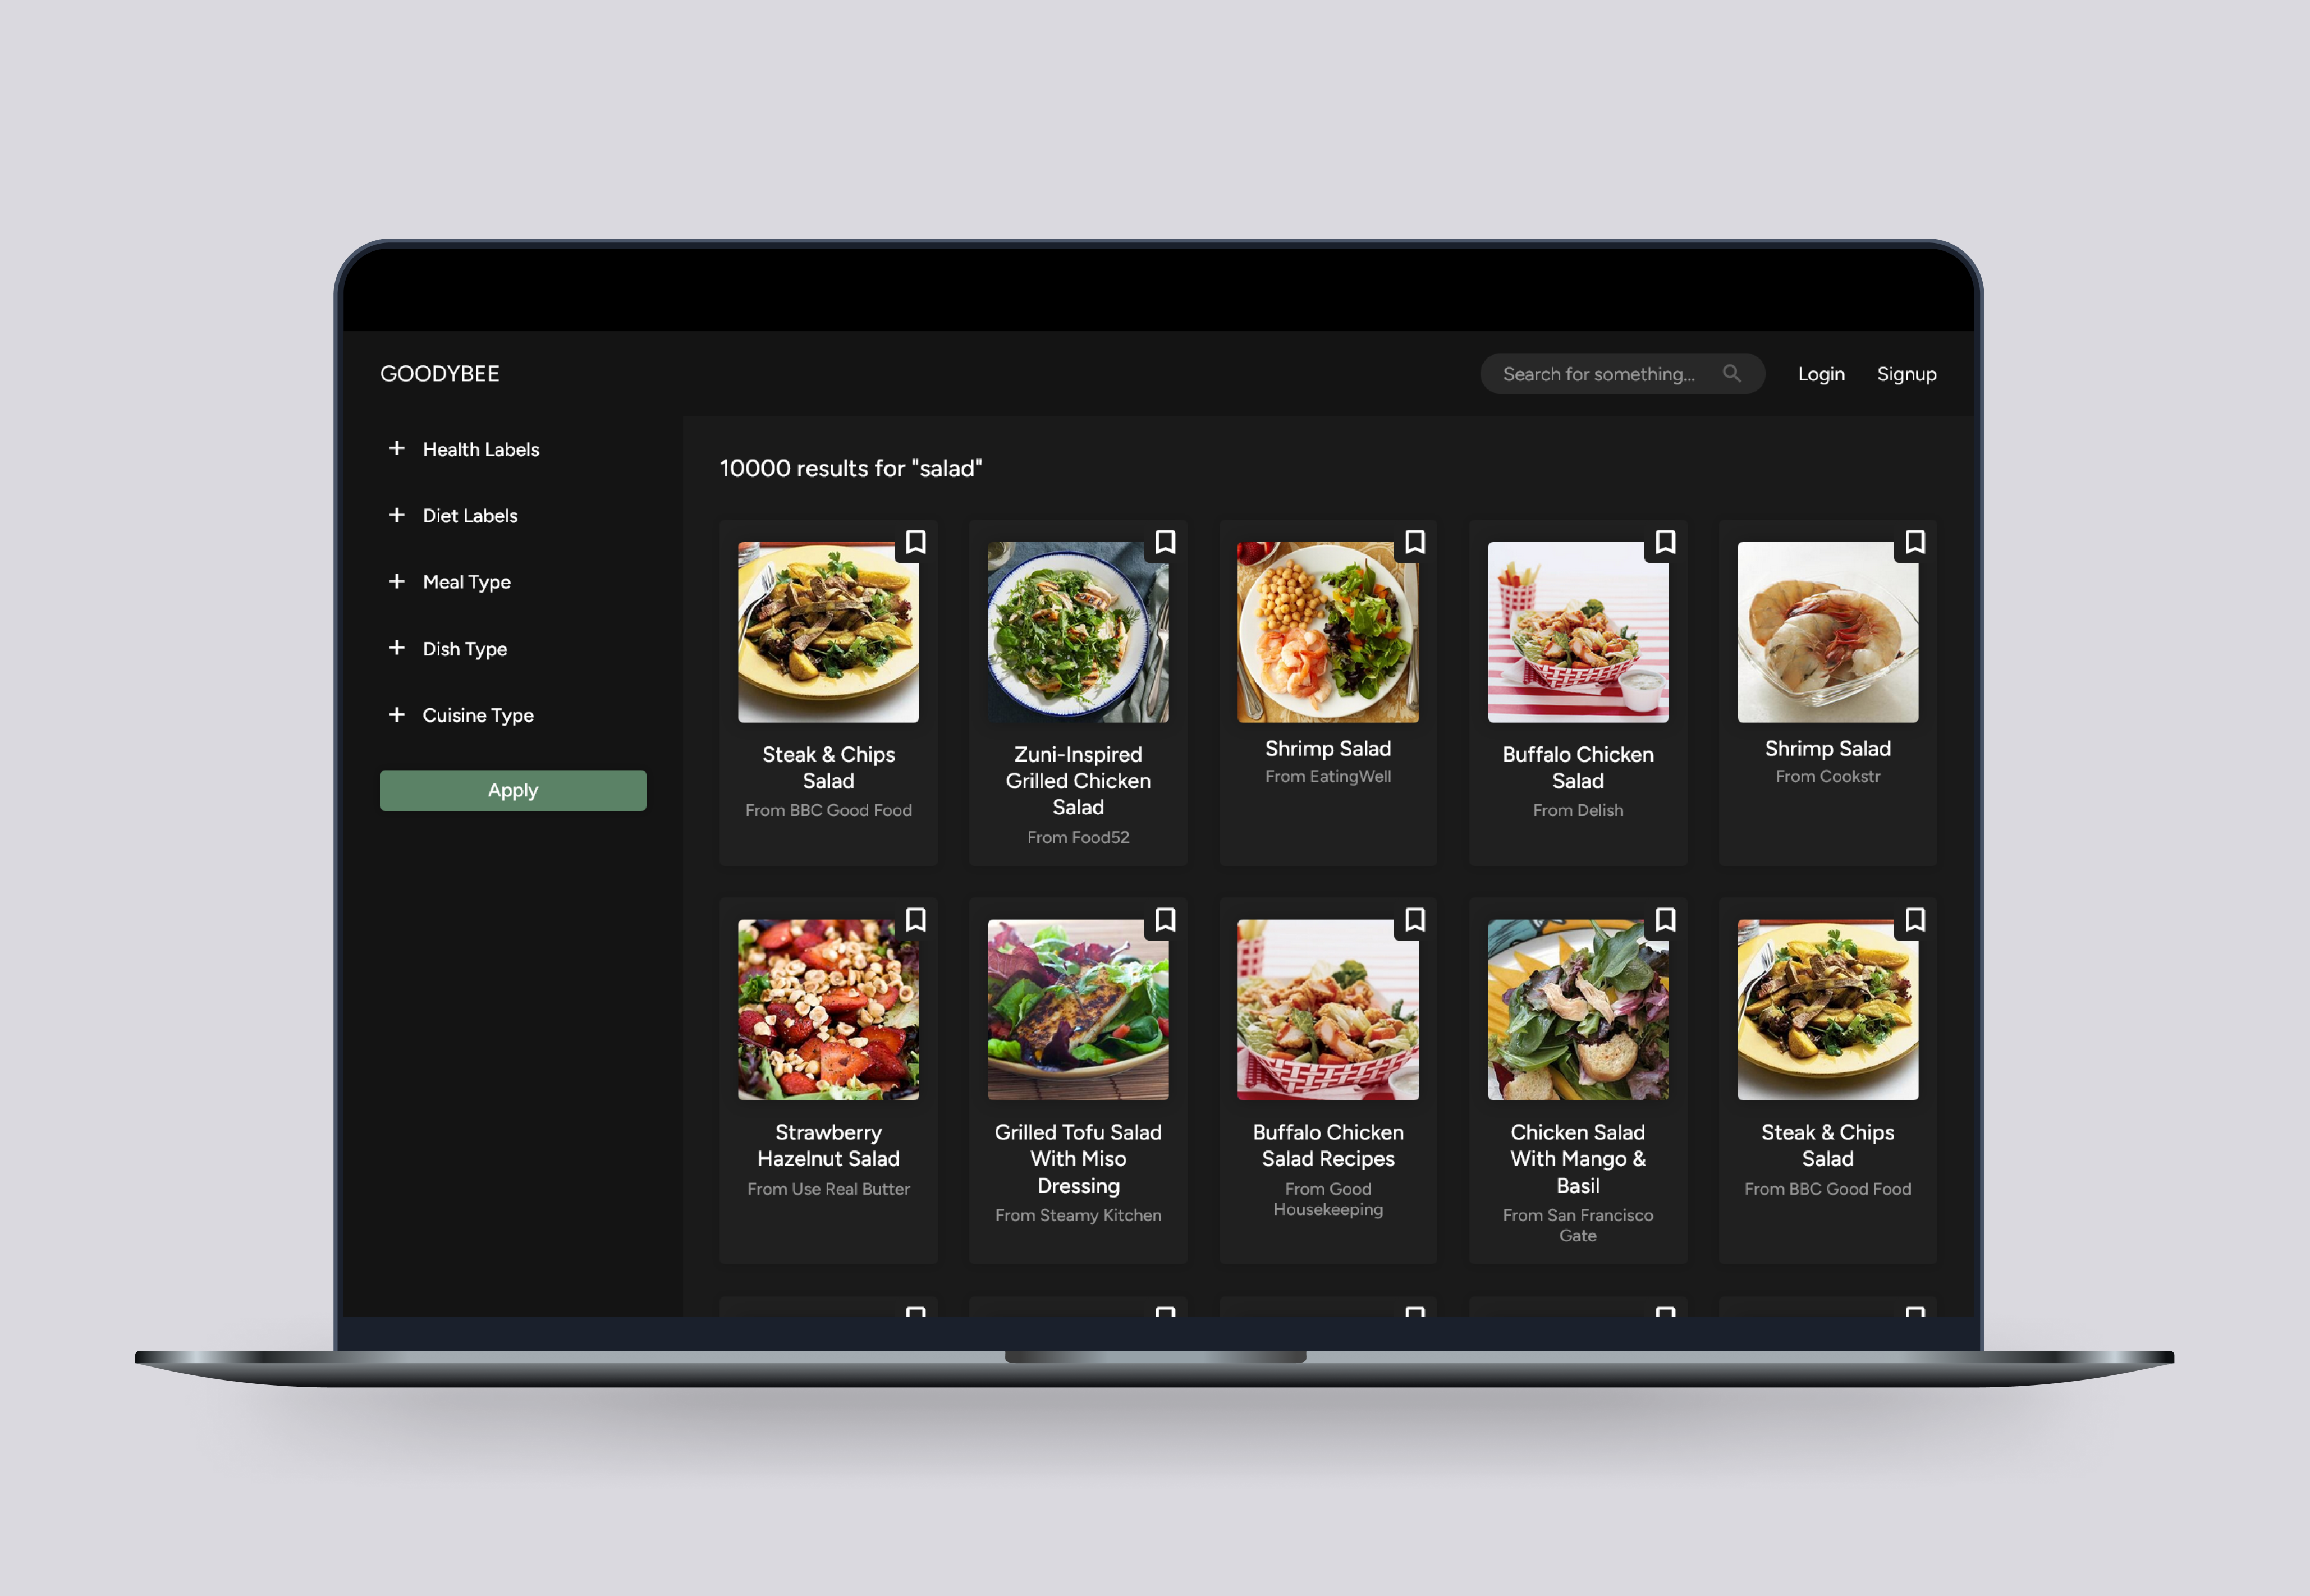 GOODYBEE
Search for something...
Login
Signup
Health Labels
Diet Labels
Meal Type
Dish Type
Cuisine Type
Apply
10000 results for "salad"
Steak & Chips
Salad
From BBC Good Food
Zuni-Inspired
Grilled Chicken
Salad
From Food52
Shrimp Salad
From EatingWell
Buffalo Chicken
Salad
From Delish
Shrimp Salad
From Cookstr
Strawberry
Hazelnut Salad
From Use Real Butter
Grilled Tofu Salad
With Miso
Dressing
From Steamy Kitchen
Buffalo Chicken
Salad Recipes
From Good
Housekeeping
Chicken Salad
With Mango &
Basil
From San Francisco
Gate
Steak & Chips
Salad
From BBC Good Food